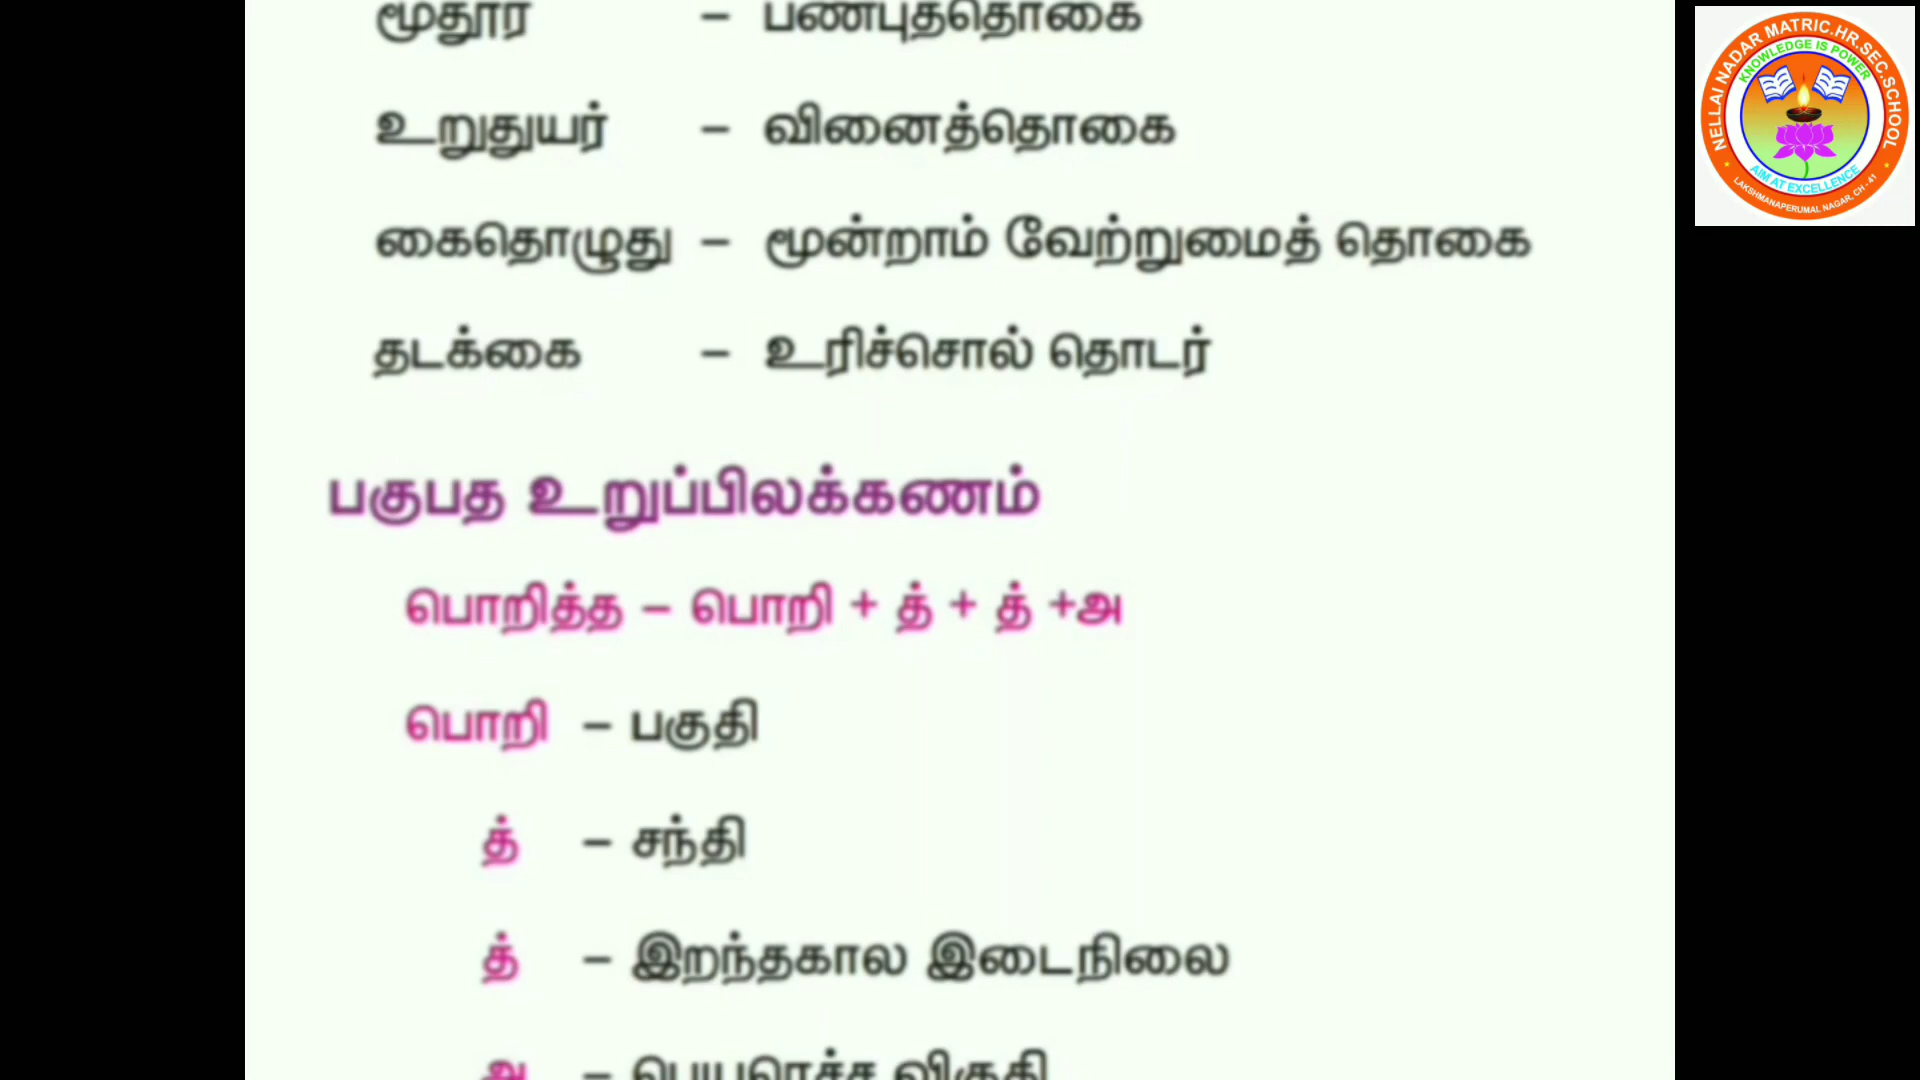 மூதூர் – பண்புத்தொகை
உறுதுயர் – வினைத்தொகை
கைதொழுது – மூன்றாம் வேற்றுமைத் தொகை
தடக்கை – உரிச்சொல் தொடர்
பகுபத உறுப்பிலக்கணம்
பொறித்த – பொறி + த் + த் +அ
பொறி – பகுதி
த் – சந்தி
த் – இறந்தகால இடைநிலை
அ – பெயரெச்ச விகுதி
NELLAI NADAR MATRIC.HR.SEC.SCHOOL
KNOWLEDGE IS POWER
AIM AT EXCELLENCE
LAKSHMANAPERUMAL NAGAR, CH - 41